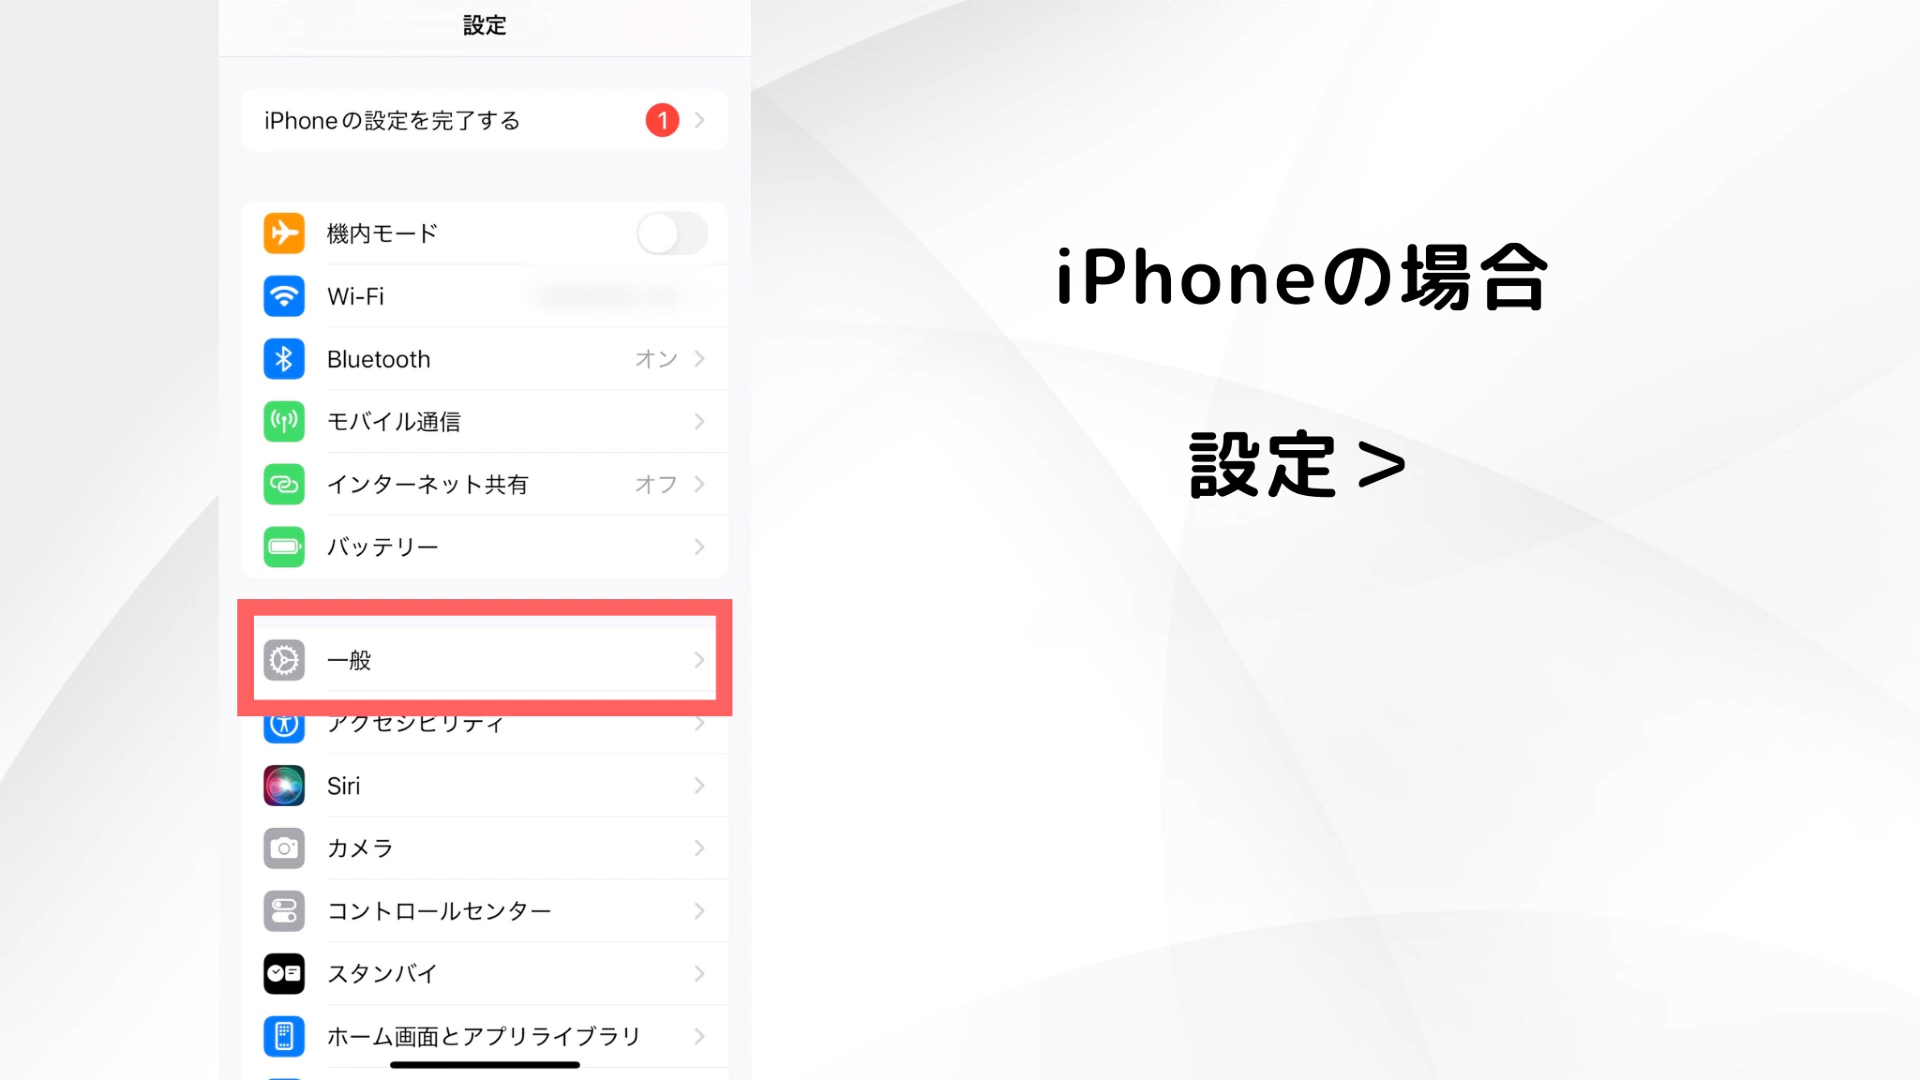 設定
iPhoneの設定を完了する 1
機内モード
Wi-Fi
Bluetooth オン
モバイル通信
インターネット共有 オフ
バッテリー
一般
アクセシビリティ
Siri
カメラ
コントロールセンター
スタンバイ
ホーム画面とアプリライブラリ
iPhoneの場合
設定 >